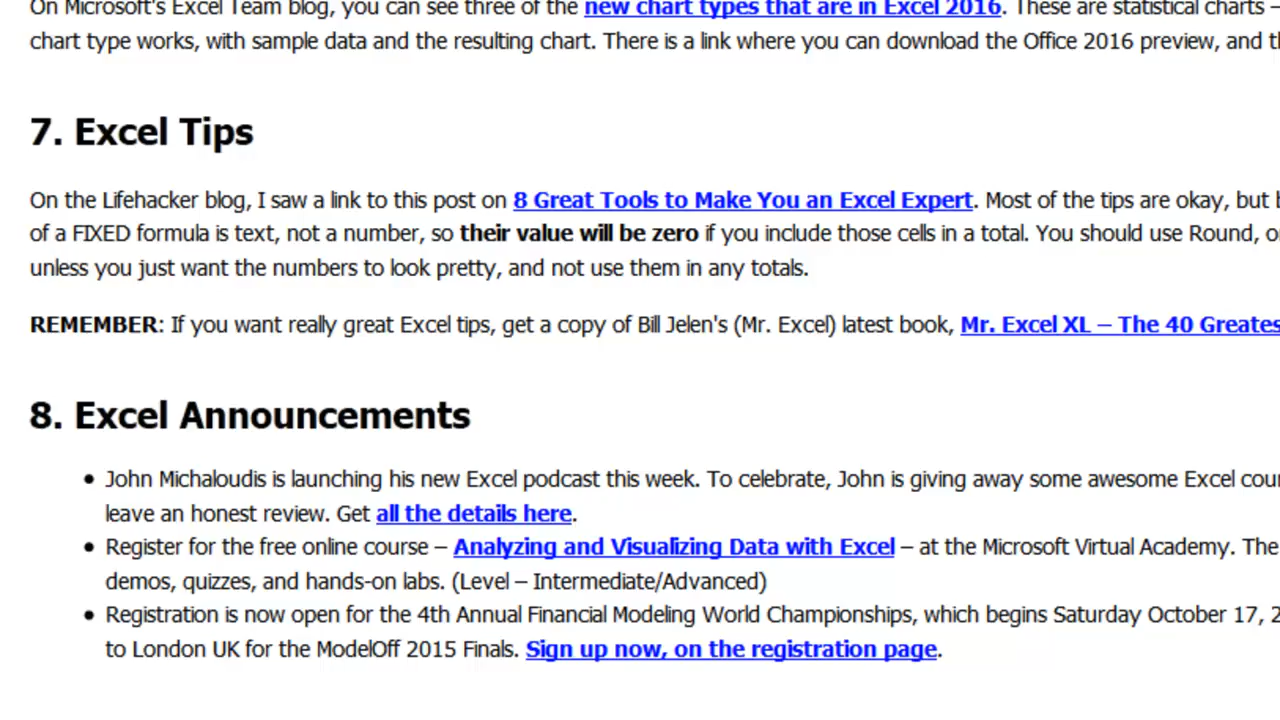 On Microsoft's Excel Team blog, you can see three of the new chart types that are in Excel 2016. These are statistical charts –
chart type works, with sample data and the resulting chart. There is a link where you can download the Office 2016 preview, and
7. Excel Tips
On the Lifehacker blog, I saw a link to this post on 8 Great Tools to Make You an Excel Expert. Most of the tips are okay, but
of a FIXED formula is text, not a number, so their value will be zero if you include those cells in a total. You should use Round,
unless you just want the numbers to look pretty, and not use them in any totals.
REMEMBER: If you want really great Excel tips, get a copy of Bill Jelen's (Mr. Excel) latest book, Mr. Excel XL – The 40
8. Excel Announcements
• John Michaloudis is launching his new Excel podcast this week. To celebrate, John is giving away some awesome Excel
leave an honest review. Get all the details here.
• Register for the free online course – Analyzing and Visualizing Data with Excel – at the Microsoft Virtual Academy. The
demos, quizzes, and hands-on labs. (Level – Intermediate/Advanced)
• Registration is now open for the 4th Annual Financial Modeling World Championships, which begins Saturday October 17,
to London UK for the ModelOff 2015 Finals. Sign up now, on the registration page.